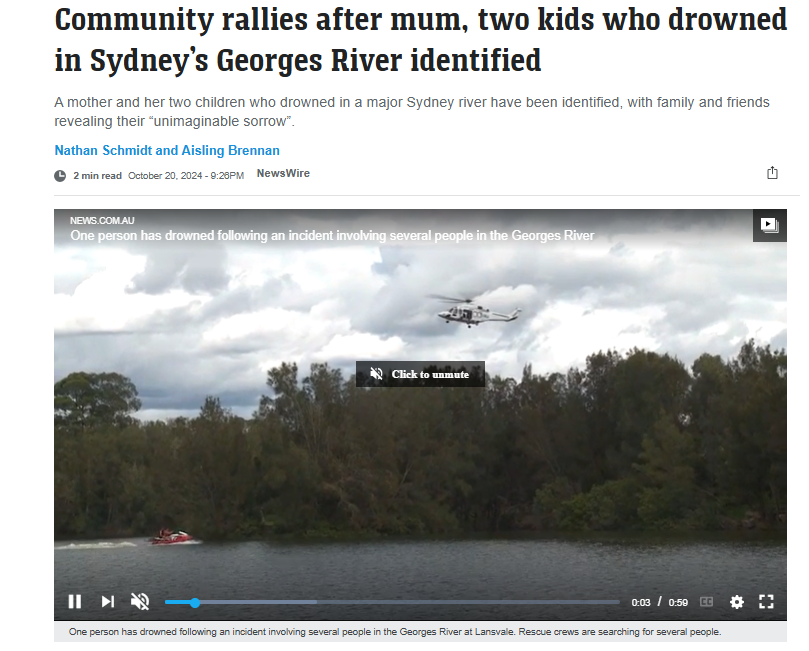 Community rallies after mum, two kids who drowned
in Sydney’s Georges River identified
A mother and her two children who drowned in a major Sydney river have been identified, with family and friends
revealing their “unimaginable sorrow”.
Nathan Schmidt and Aisling Brennan
2 min read October 20, 2024 - 9:26PM NewsWire
NEWS.COM.AU
One person has drowned following an incident involving several people in the Georges River
Click to unmute
0:03 / 0:59 CC
One person has drowned following an incident involving several people in the Georges River at Lansvale. Rescue crews are searching for several people.